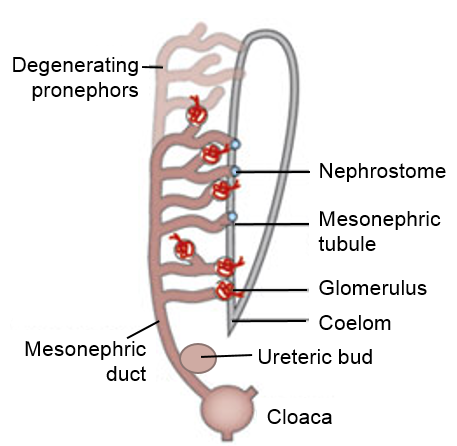 Degenerating
pronephors
Nephrostome
Mesonephric
tubule
Glomerulus
Coelom
Mesonephric
duct
Ureteric bud
Cloaca